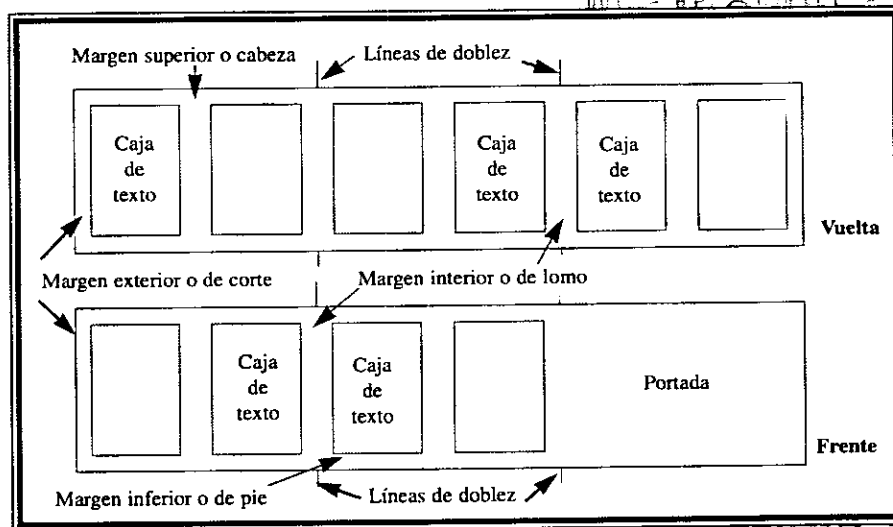 Margen superior o cabeza
Líneas de doblez
Caja
de
texto
Caja
de
texto
Caja
de
texto
Vuelta
Margen exterior o de corte
Margen interior o de lomo
Caja
de
texto
Caja
de
texto
Portada
Frente
Margen inferior o de pie
Líneas de doblez